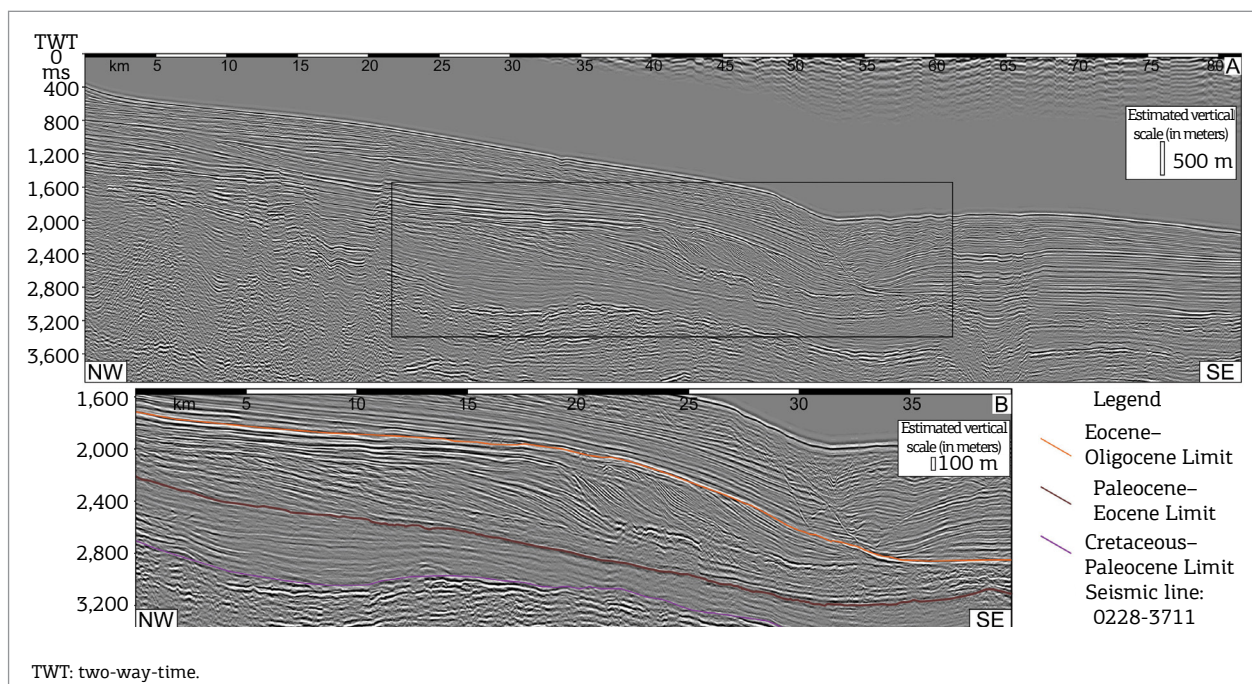 TWT
0
ms
km 5 10 15 20 25 30 35 40 45 50 55 60 65 70 75 80 A
400
800
1,200
1,600
2,000
2,400
2,800
3,200
3,600
Estimated vertical
scale (in meters)
500 m
NW
SE
km 5 10 15 20 25 30 35 B
1,600
2,000
2,400
2,800
3,200
Estimated vertical
scale (in meters)
100 m
NW
SE
Legend
Eocene–
Oligocene Limit
Paleocene–
Eocene Limit
Cretaceous–
Paleocene Limit
Seismic line:
0228-3711
TWT: two-way-time.